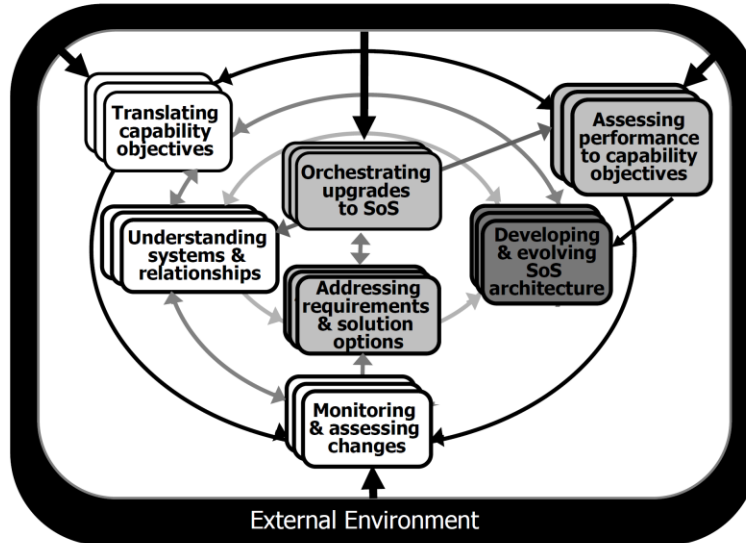 Translating
capability
objectives
Assessing
performance
to capability
objectives
Orchestrating
upgrades
to SoS
Understanding
systems &
relationships
Developing
& evolving
SoS
architecture
Addressing
requirements
& solution
options
Monitoring
& assessing
changes
External Environment